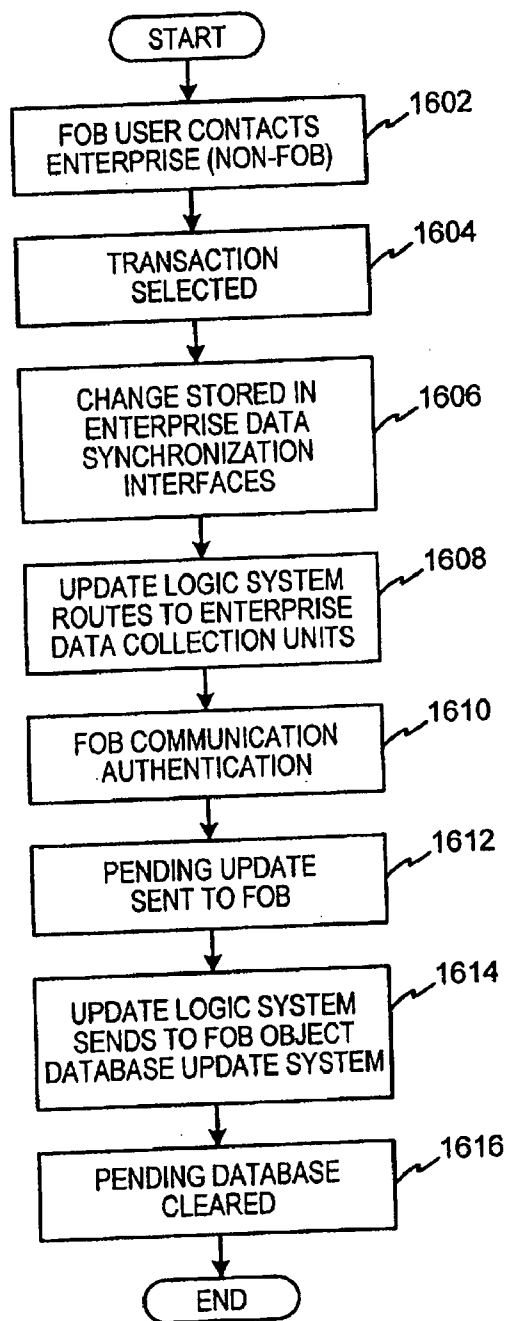 START
1602
FOB USER CONTACTS
ENTERPRISE (NON-FOB)
1604
TRANSACTION
SELECTED
1606
CHANGE STORED IN
ENTERPRISE DATA
SYNCHRONIZATION
INTERFACES
1608
UPDATE LOGIC SYSTEM
ROUTES TO ENTERPRISE
DATA COLLECTION UNITS
1610
FOB COMMUNICATION
AUTHENTICATION
1612
PENDING UPDATE
SENT TO FOB
1614
UPDATE LOGIC SYSTEM
SENDS TO FOB OBJECT
DATABASE UPDATE SYSTEM
1616
PENDING DATABASE
CLEARED
END